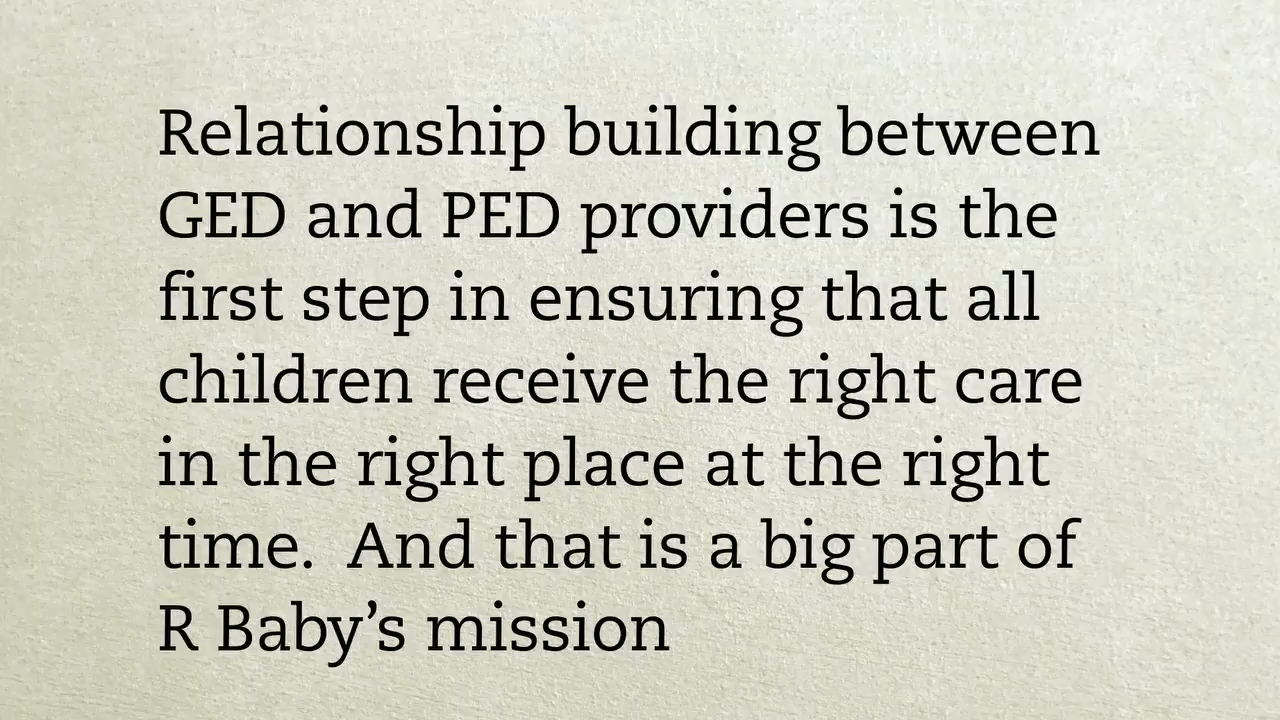 Relationship building between
GED and PED providers is the
first step in ensuring that all
children receive the right care
in the right place at the right
time.  And that is a big part of
R Baby’s mission